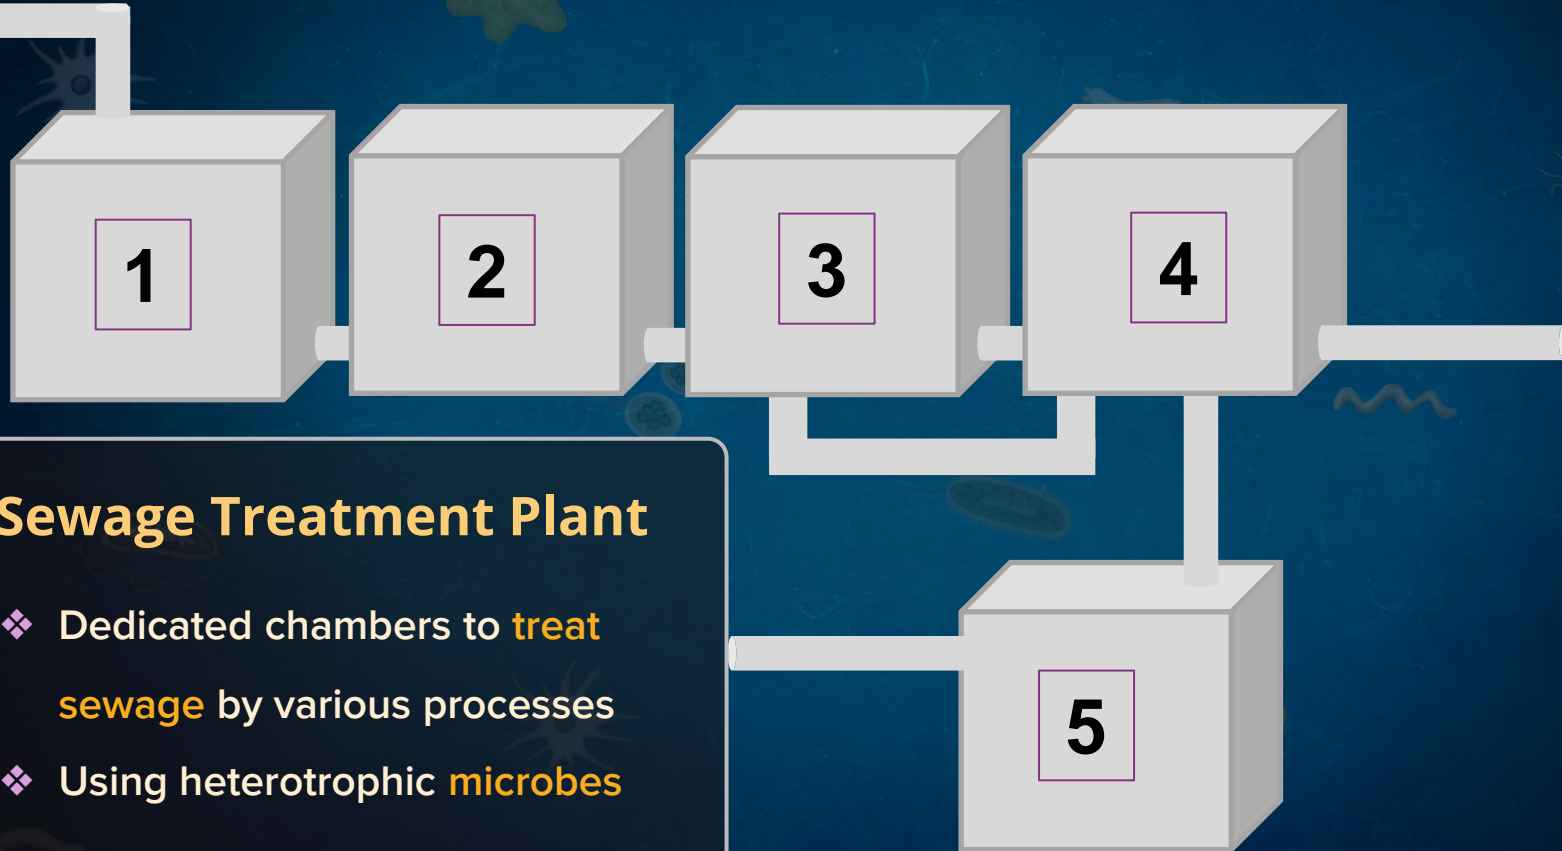 1
2
3
4
5
Sewage Treatment Plant
❖ Dedicated chambers to treat
sewage by various processes
❖ Using heterotrophic microbes